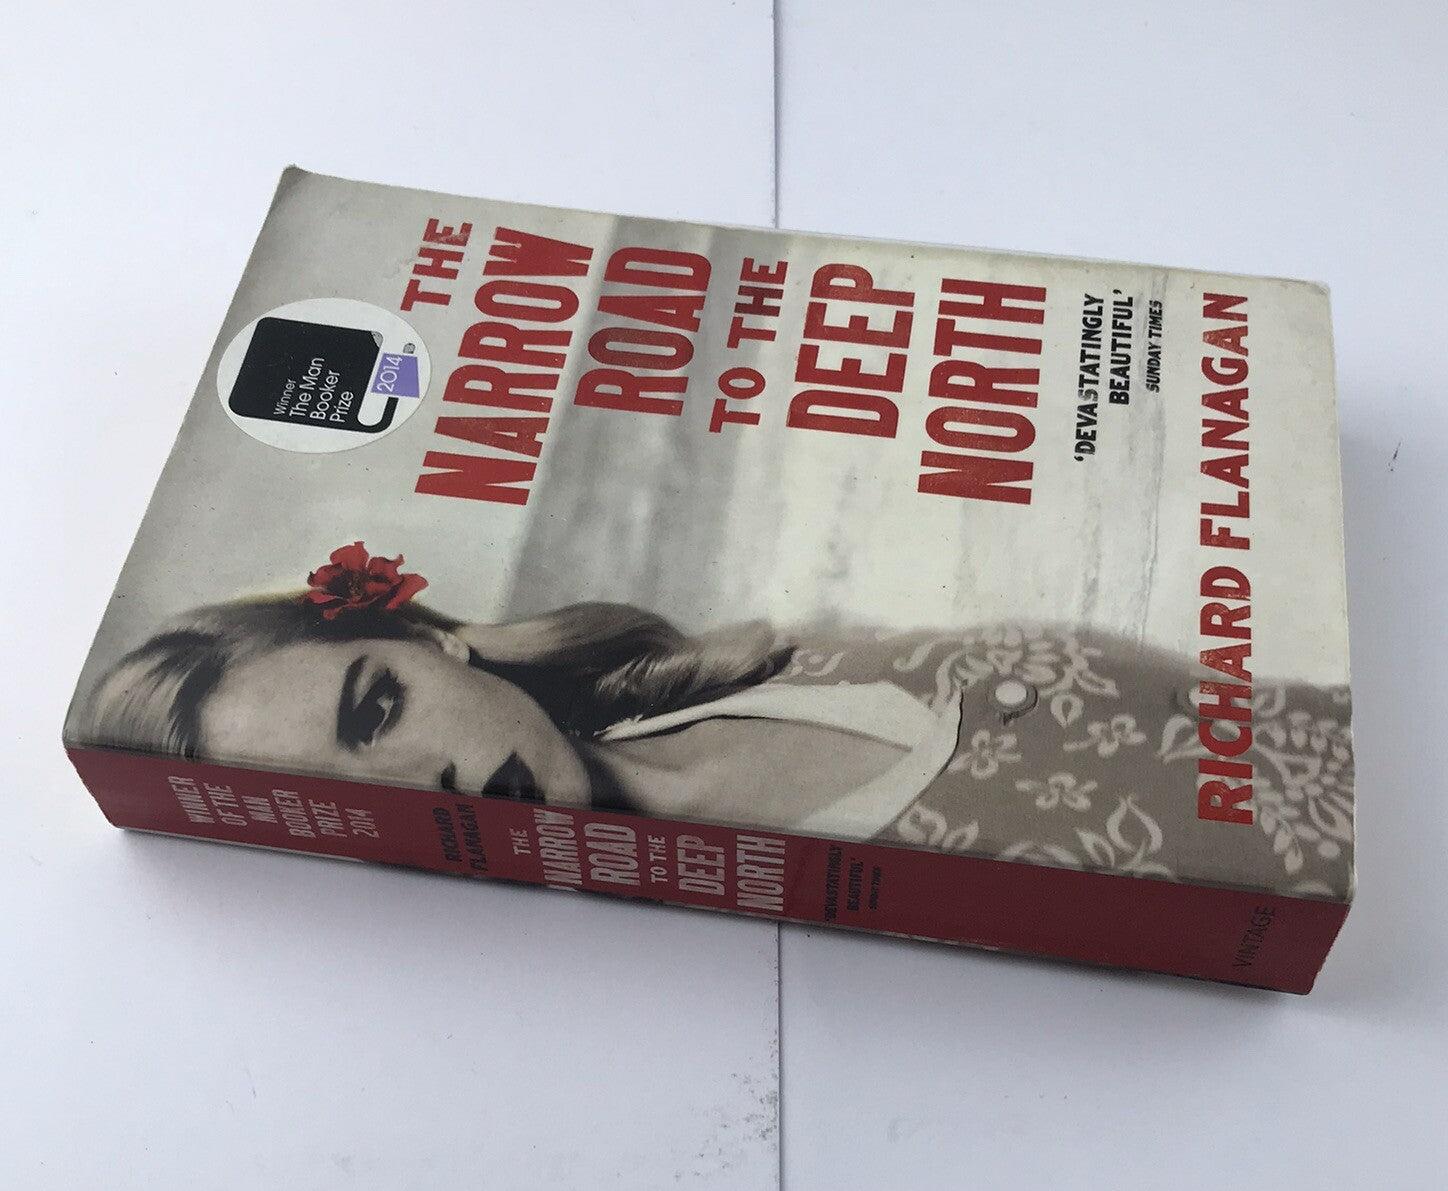 THE
NARROW
ROAD
TO THE
DEEP
NORTH
'DEVASTATINGLY
BEAUTIFUL'
SUNDAY TIMES
RICHARD FLANAGAN
Winner
The Man
Booker
Prize
2014
WINNER
OF THE
MAN
BOOKER
PRIZE
2014
RICHARD
FLANAGAN
THE
NARROW
ROAD
TO THE
DEEP
NORTH
'DEVASTATINGLY
BEAUTIFUL'
SUNDAY TIMES
VINTAGE